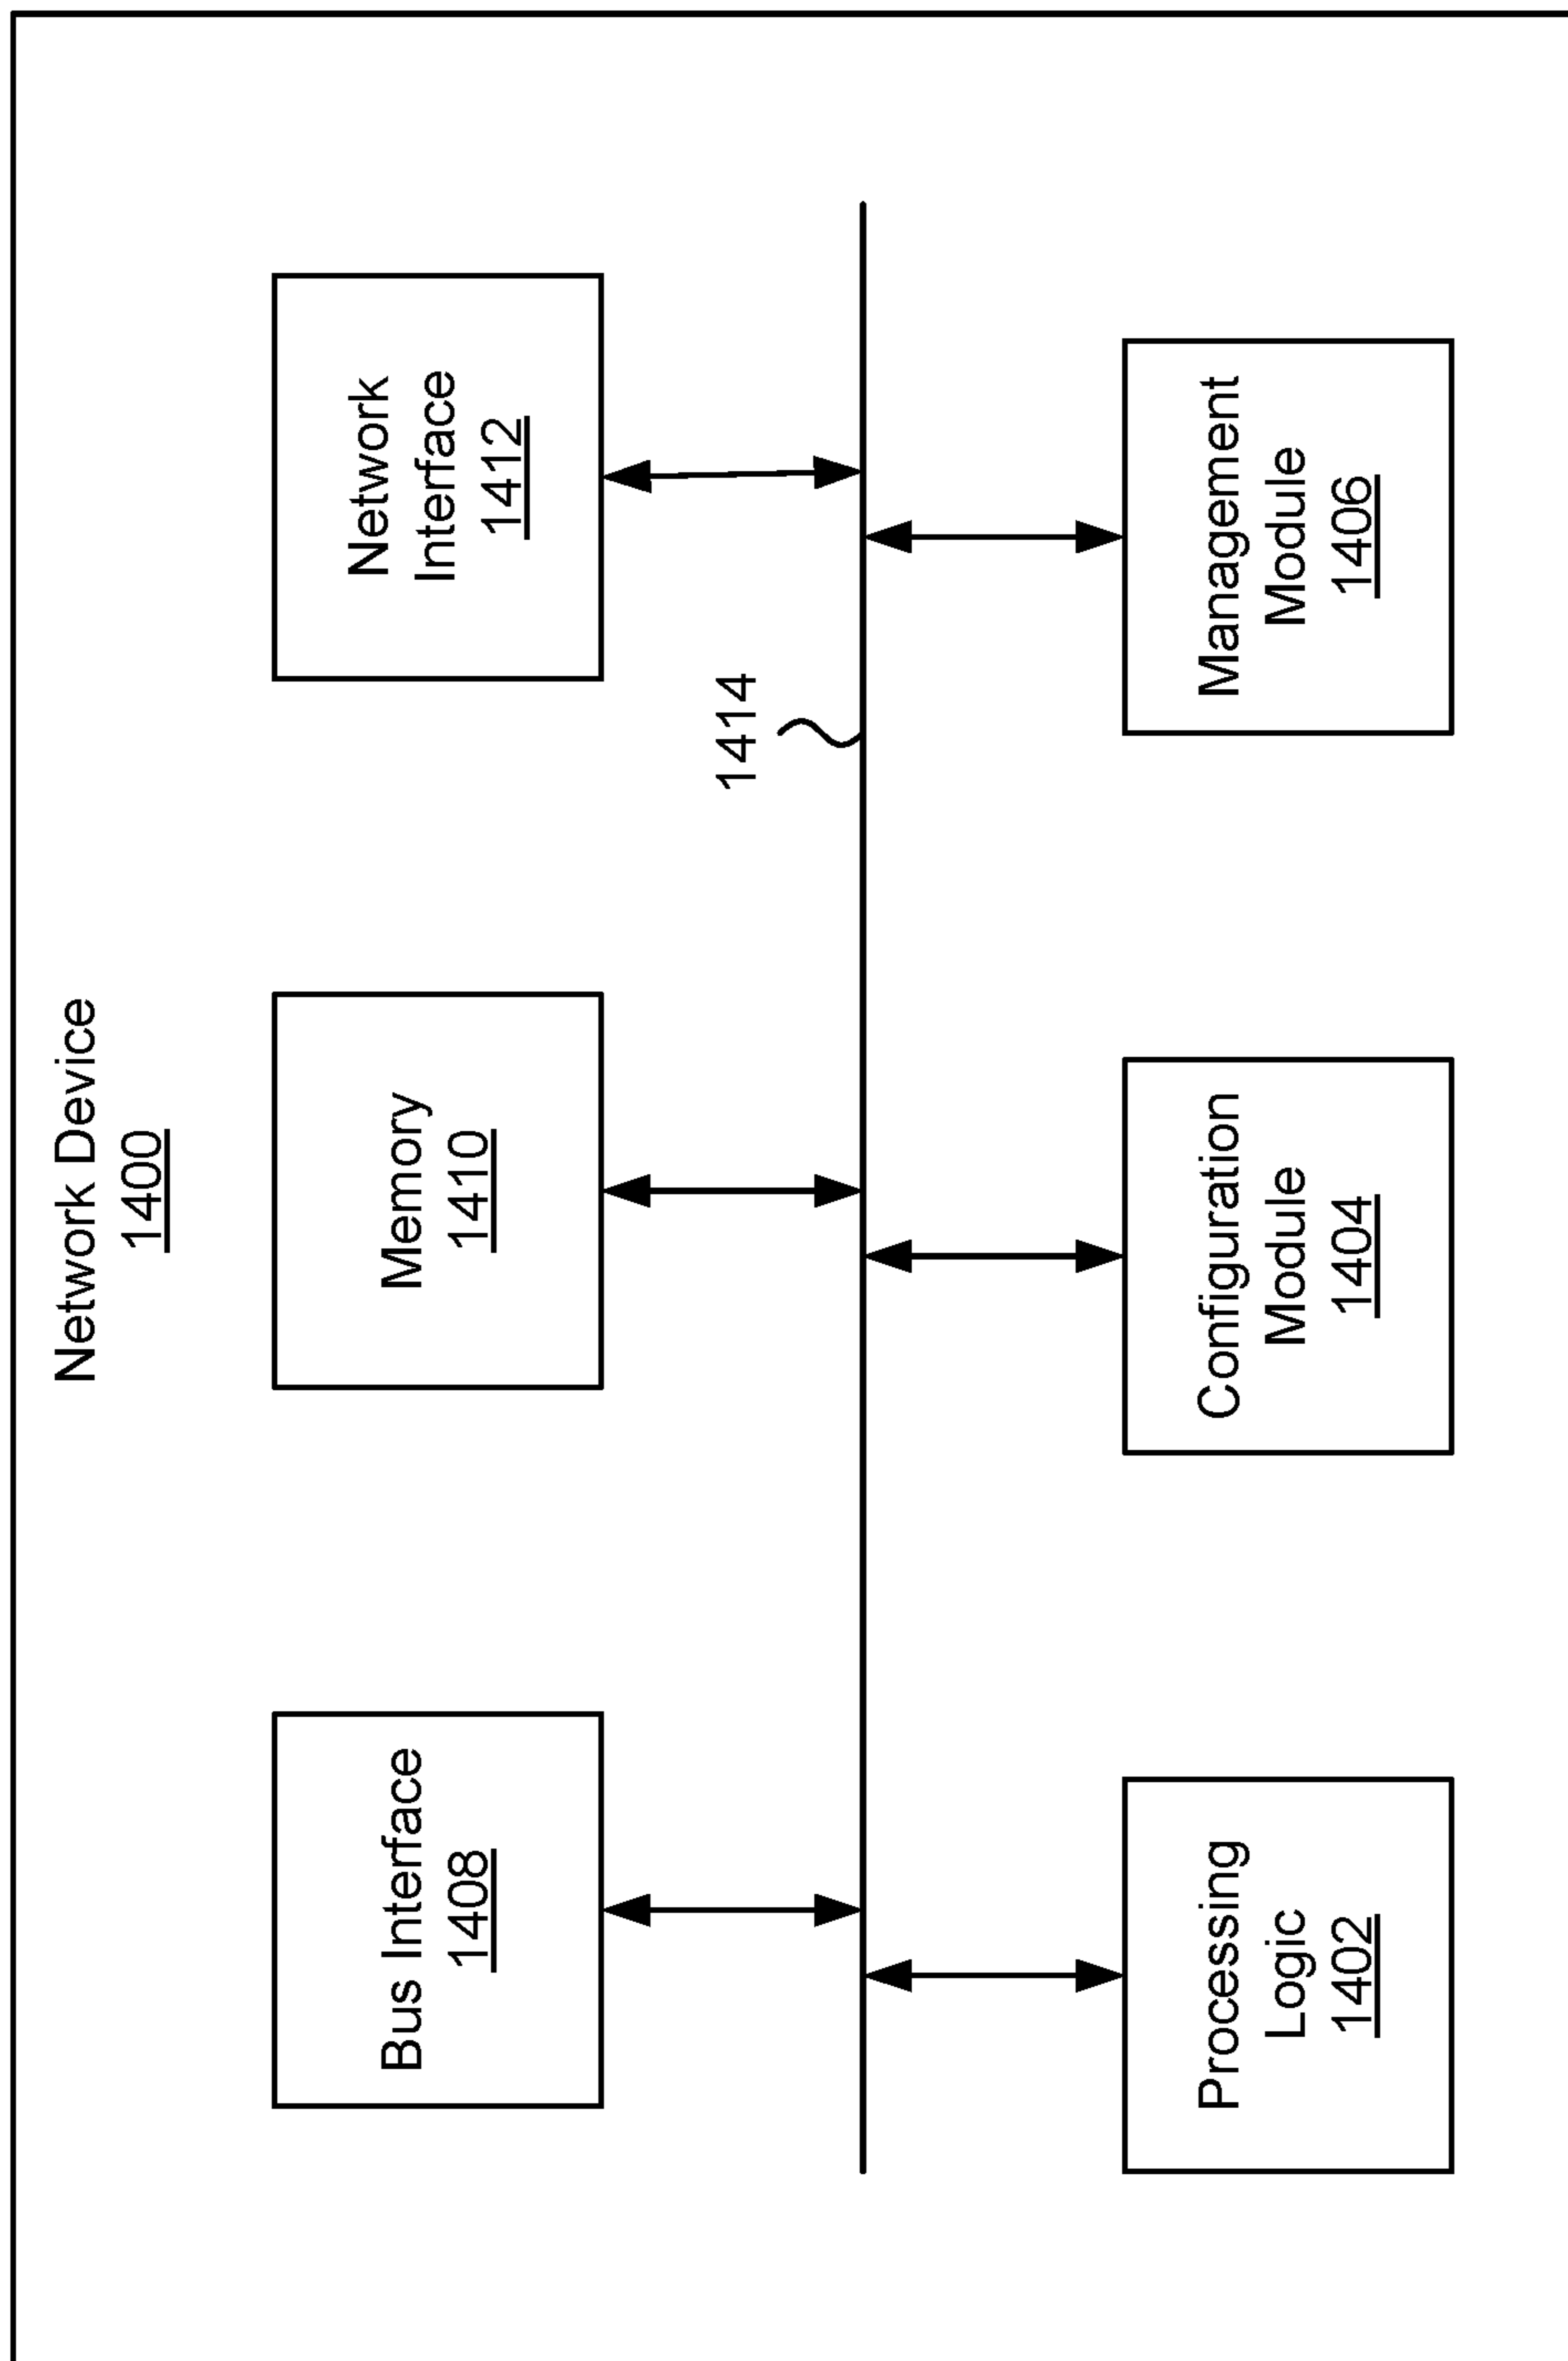 Network Device
1400
Bus Interface
1408
Memory
1410
Network
Interface
1412
1414
Processing
Logic
1402
Configuration
Module
1404
Management
Module
1406